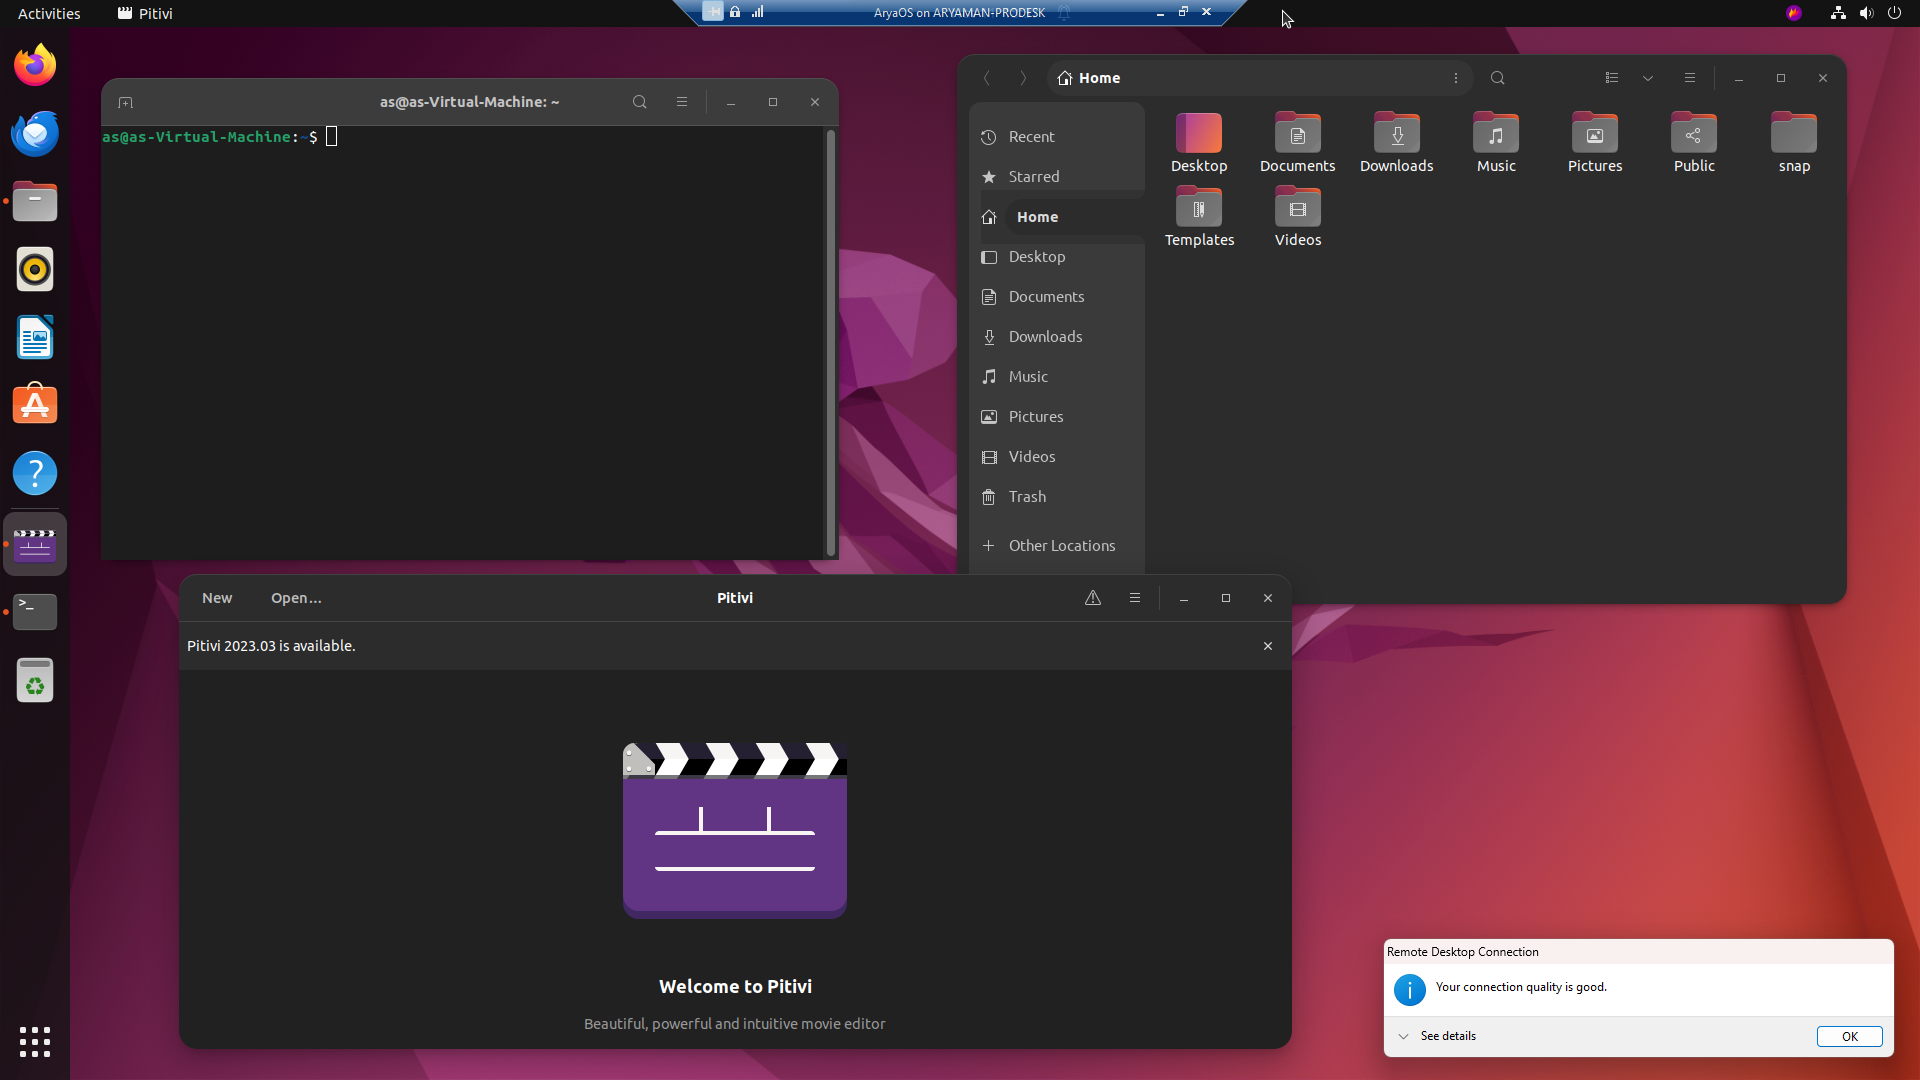 Activities
Pitivi
AryaOS on ARYAMAN-PRODESK
as@as-Virtual-Machine: ~
as@as-Virtual-Machine:~$
Home
Recent
Starred
Home
Desktop
Documents
Downloads
Music
Pictures
Videos
Trash
Other Locations
Desktop
Documents
Downloads
Music
Pictures
Public
snap
Templates
Videos
New
Open...
Pitivi
Pitivi 2023.03 is available.
Welcome to Pitivi
Beautiful, powerful and intuitive movie editor
Remote Desktop Connection
Your connection quality is good.
See details
OK